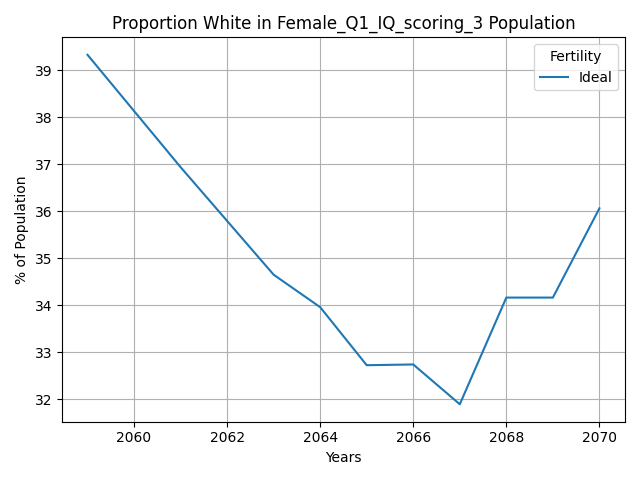 Proportion White in Female_Q1_IQ_scoring_3 Population
Fertility
Ideal
% of Population
39
38
37
36
35
34
33
32
2060
2062
2064
2066
2068
2070
Years